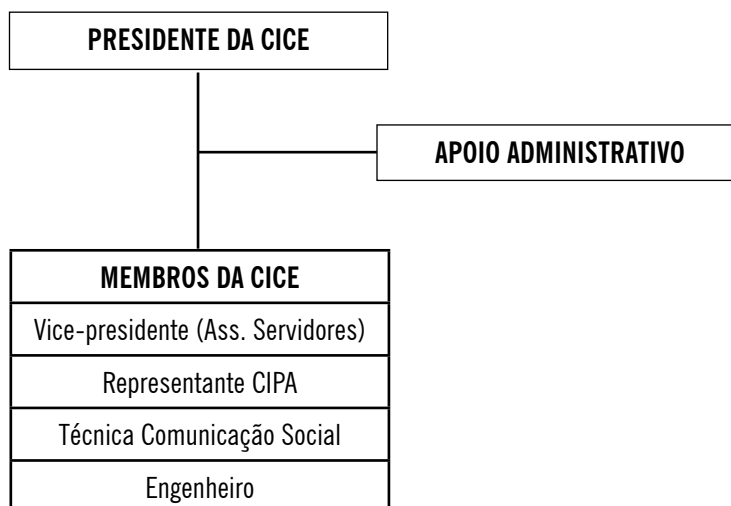 PRESIDENTE DA CICE
APOIO ADMINISTRATIVO
MEMBROS DA CICE
Vice-presidente (Ass. Servidores)
Representante CIPA
Técnica Comunicação Social
Engenheiro